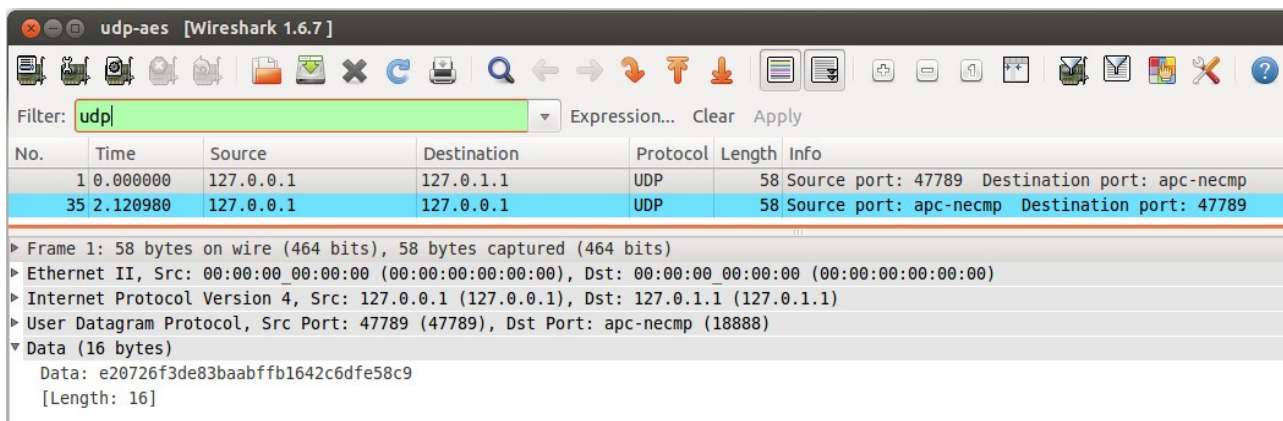 udp-aes [Wireshark 1.6.7 ]
Filter: udp Expression... Clear Apply
No. Time Source Destination Protocol Length Info
1 0.000000 127.0.0.1 127.0.1.1 UDP 58 Source port: 47789 Destination port: apc-necmp
35 2.120980 127.0.0.1 127.0.0.1 UDP 58 Source port: apc-necmp Destination port: 47789
Frame 1: 58 bytes on wire (464 bits), 58 bytes captured (464 bits)
Ethernet II, Src: 00:00:00_00:00:00 (00:00:00:00:00:00), Dst: 00:00:00_00:00:00 (00:00:00:00:00:00)
Internet Protocol Version 4, Src: 127.0.0.1 (127.0.0.1), Dst: 127.0.1.1 (127.0.1.1)
User Datagram Protocol, Src Port: 47789 (47789), Dst Port: apc-necmp (18888)
Data (16 bytes)
Data: e20726f3de83baabffb1642c6dfe58c9
[Length: 16]